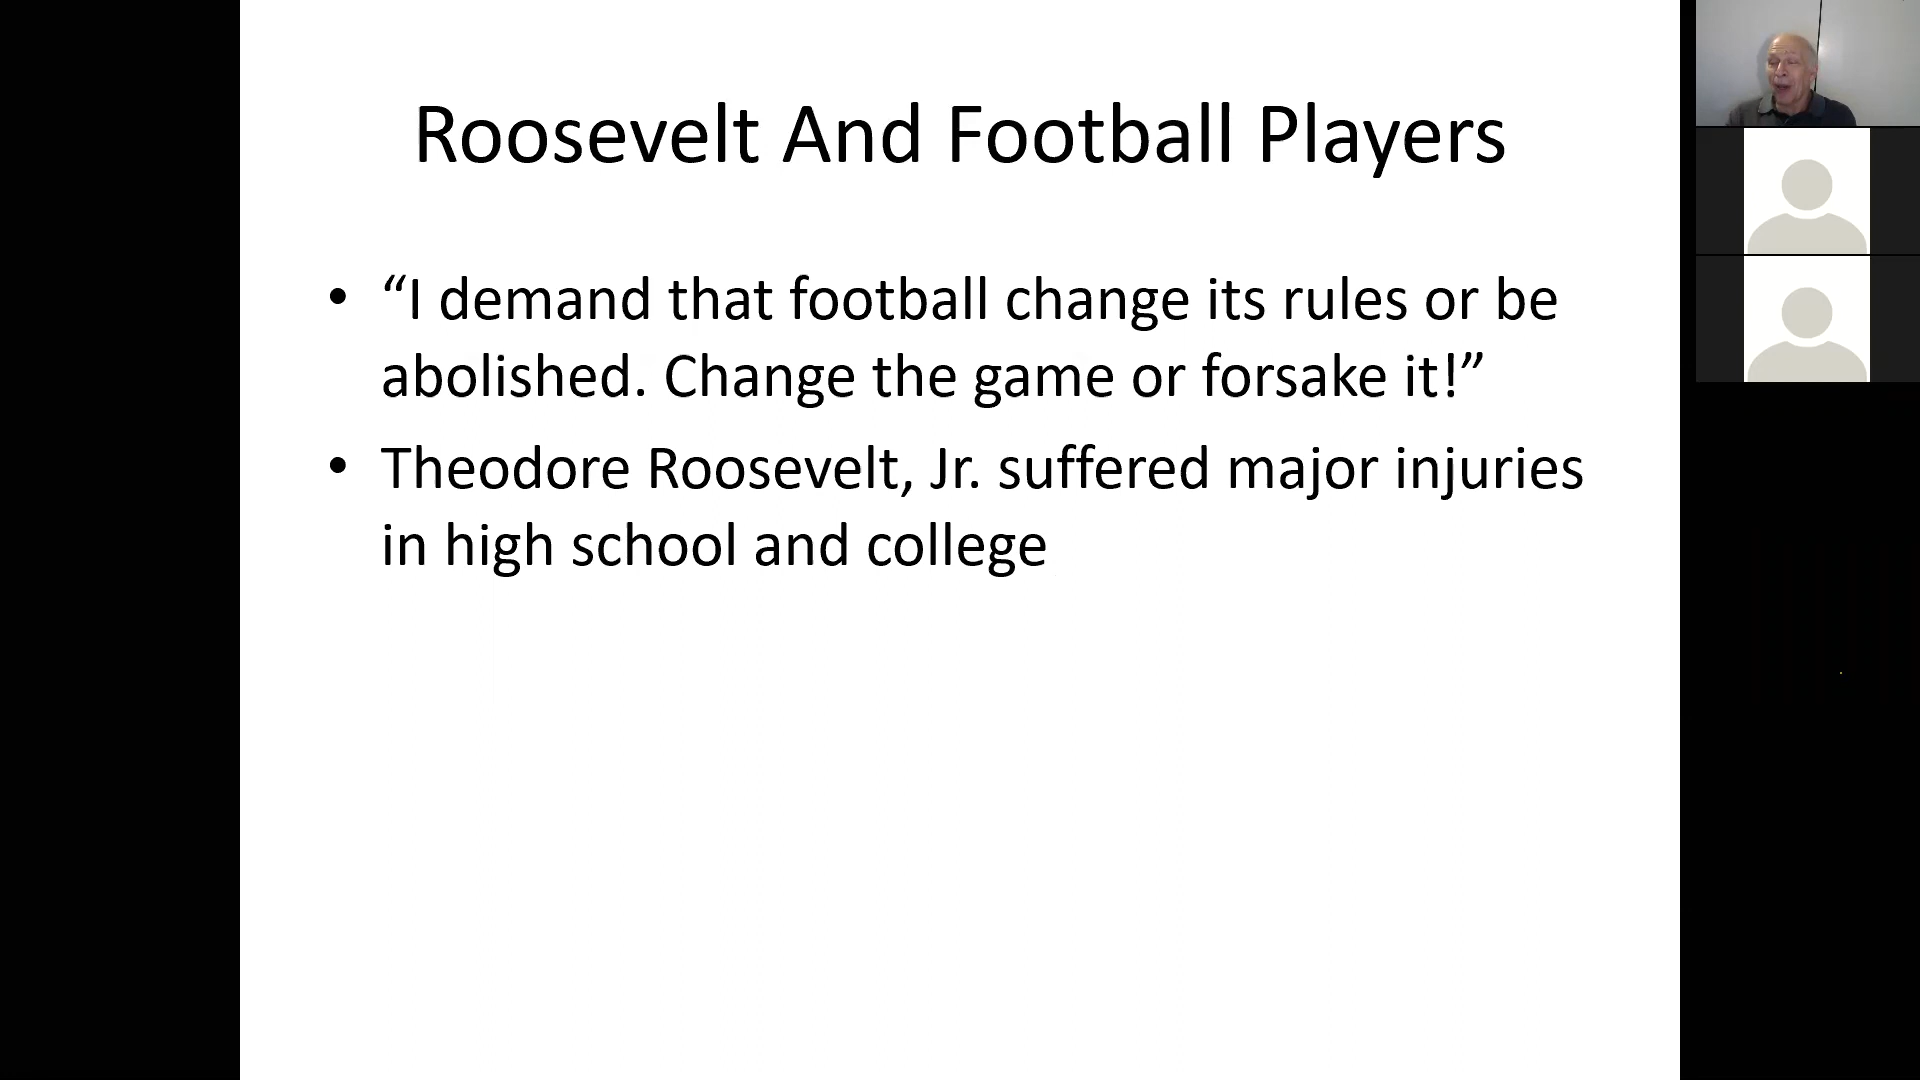 Roosevelt And Football Players
• “I demand that football change its rules or be
abolished. Change the game or forsake it!”
• Theodore Roosevelt, Jr. suffered major injuries
in high school and college